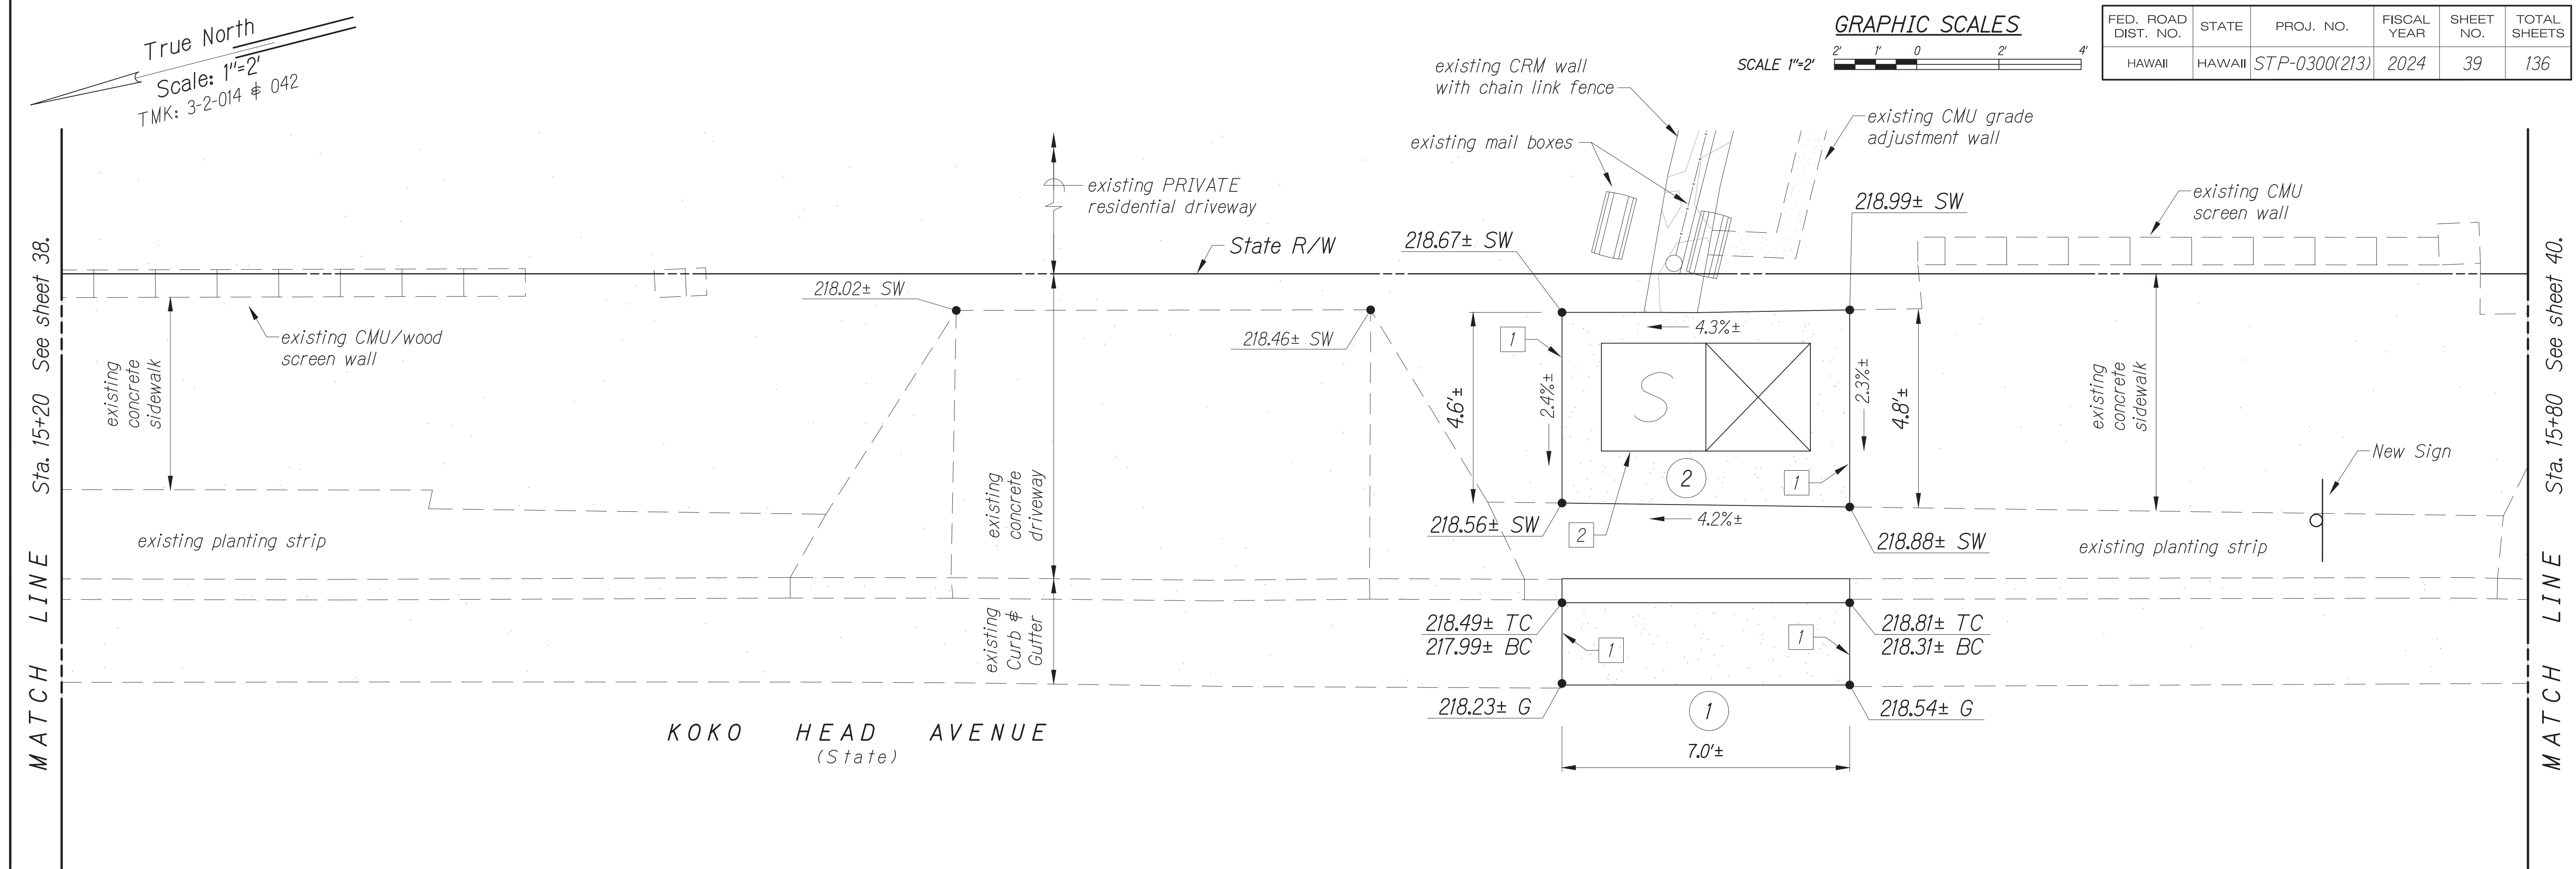 True North
Scale: 1"=2'
TMK: 3-2-014 & 042
GRAPHIC SCALES
SCALE 1"=2'
2' 1' 0 2' 4'
FED. ROAD DIST. NO. STATE PROJ. NO. FISCAL YEAR SHEET NO. TOTAL SHEETS
HAWAII HAWAII STP-0300(213) 2024 39 136
existing CRM wall
with chain link fence
existing mail boxes
existing CMU grade
adjustment wall
existing PRIVATE
residential driveway
State R/W
218.67± SW
218.99± SW
existing CMU
screen wall
218.02± SW
218.46± SW
existing CMU/wood
screen wall
existing
concrete
sidewalk
existing planting strip
existing
concrete
driveway
existing
Curb &
Gutter
1
4.3%±
4.6'±
2.4%±
S
2.3%±
4.8'±
2
1
218.56± SW
2
4.2%±
218.88± SW
existing
concrete
sidewalk
New Sign
existing planting strip
218.49± TC
217.99± BC
1
1
218.81± TC
218.31± BC
218.23± G
1
218.54± G
7.0'±
KOKO HEAD AVENUE
(State)
MATCH LINE Sta. 15+20 See sheet 38.
MATCH LINE Sta. 15+80 See sheet 40.